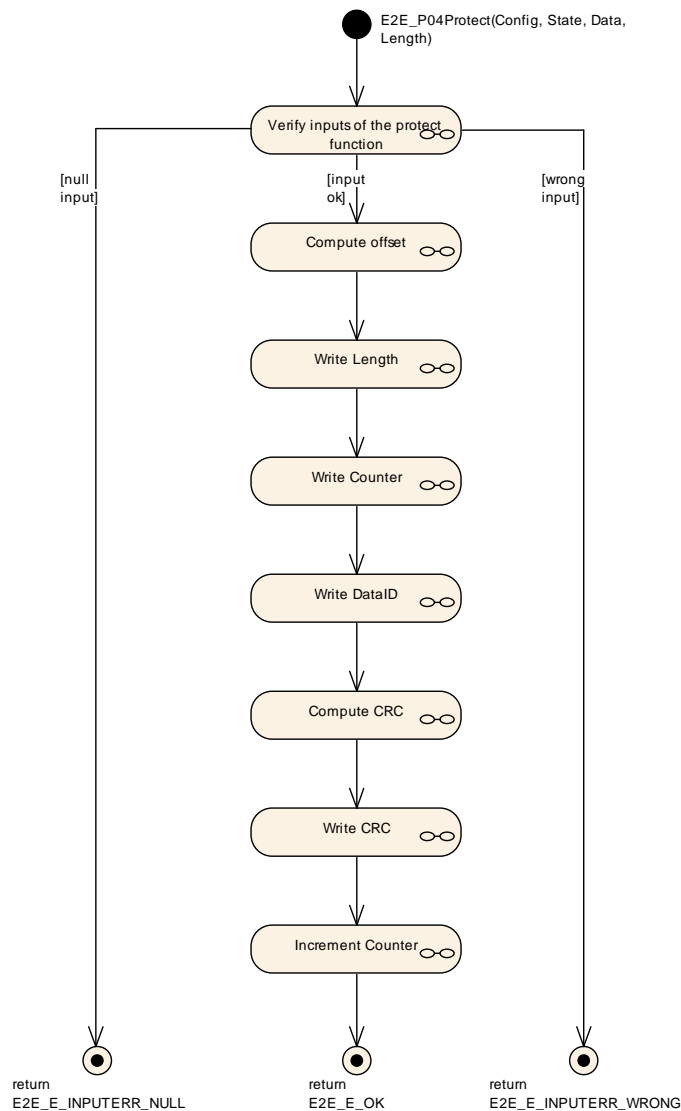 E2E_P04Protect(Config, State, Data,
Length)
Verify inputs of the protect
function
[null
input]
[input
ok]
[wrong
input]
Compute offset
Write Length
Write Counter
Write DataID
Compute CRC
Write CRC
Increment Counter
return
E2E_E_INPUTERR_NULL
return
E2E_E_OK
return
E2E_E_INPUTERR_WRONG